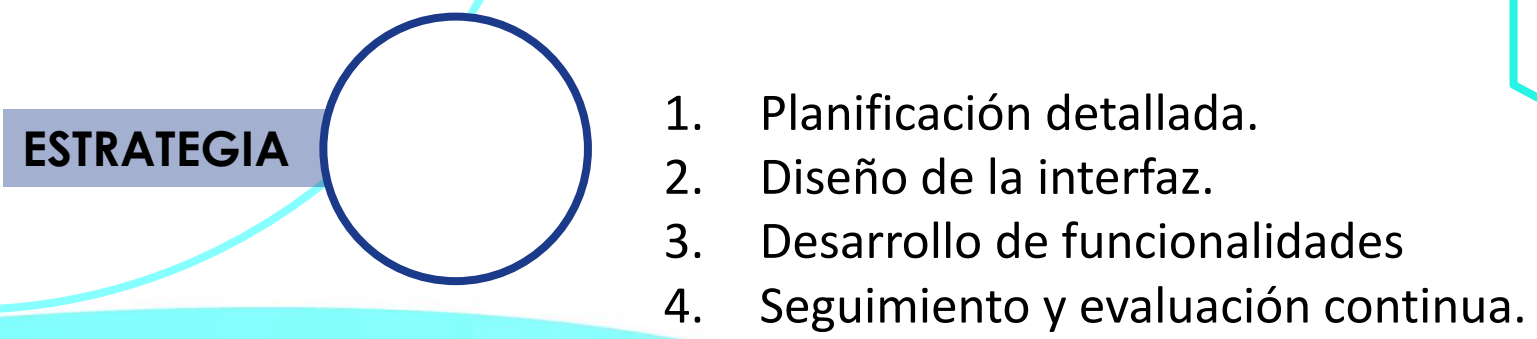 ESTRATEGIA
1. Planificación detallada.
2. Diseño de la interfaz.
3. Desarrollo de funcionalidades
4. Seguimiento y evaluación continua.